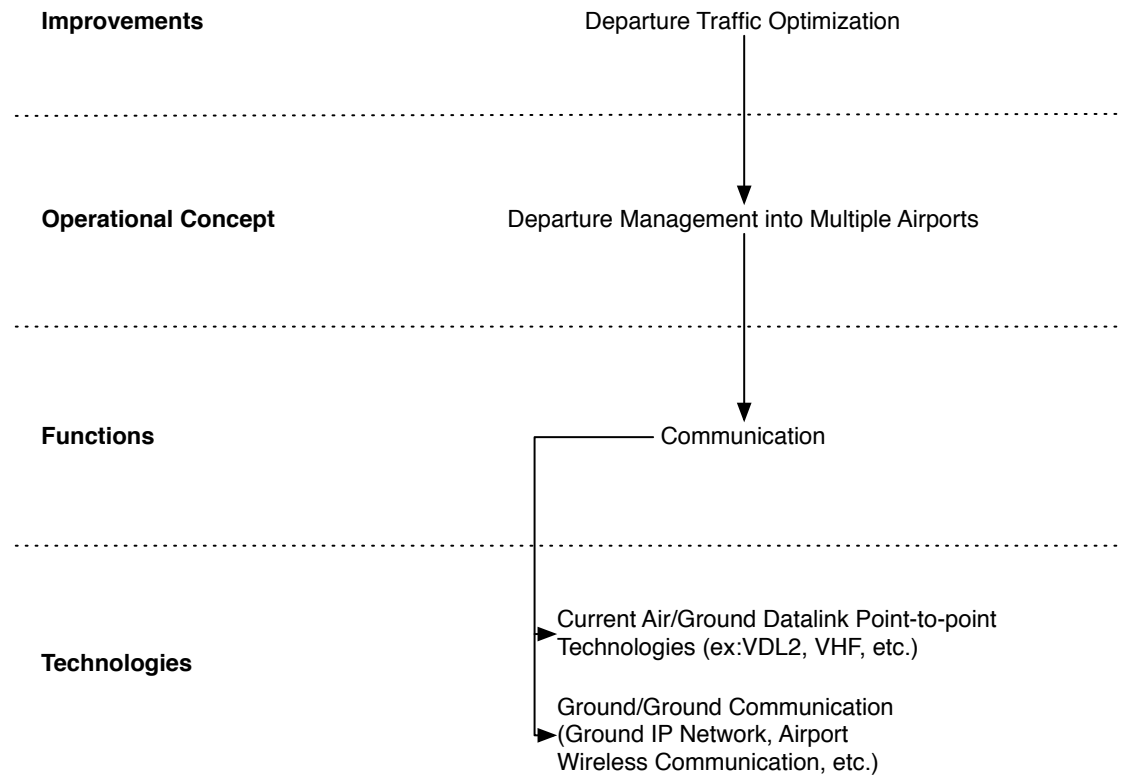 Improvements
Departure Traffic Optimization
Operational Concept
Departure Management into Multiple Airports
Functions
Communication
Technologies
Current Air/Ground Datalink Point-to-point
Technologies (ex:VDL2, VHF, etc.)
Ground/Ground Communication
(Ground IP Network, Airport
Wireless Communication, etc.)